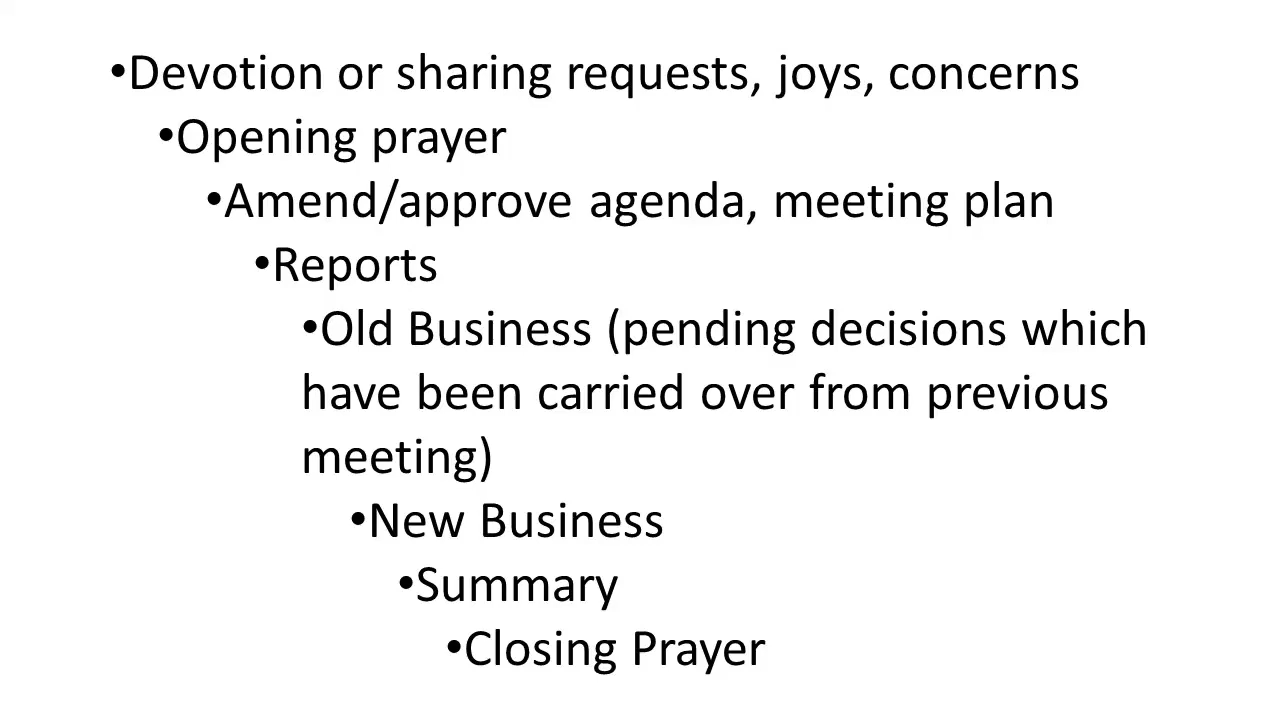 •Devotion or sharing requests, joys, concerns
•Opening prayer
•Amend/approve agenda, meeting plan
•Reports
•Old Business (pending decisions which
have been carried over from previous
meeting)
•New Business
•Summary
•Closing Prayer